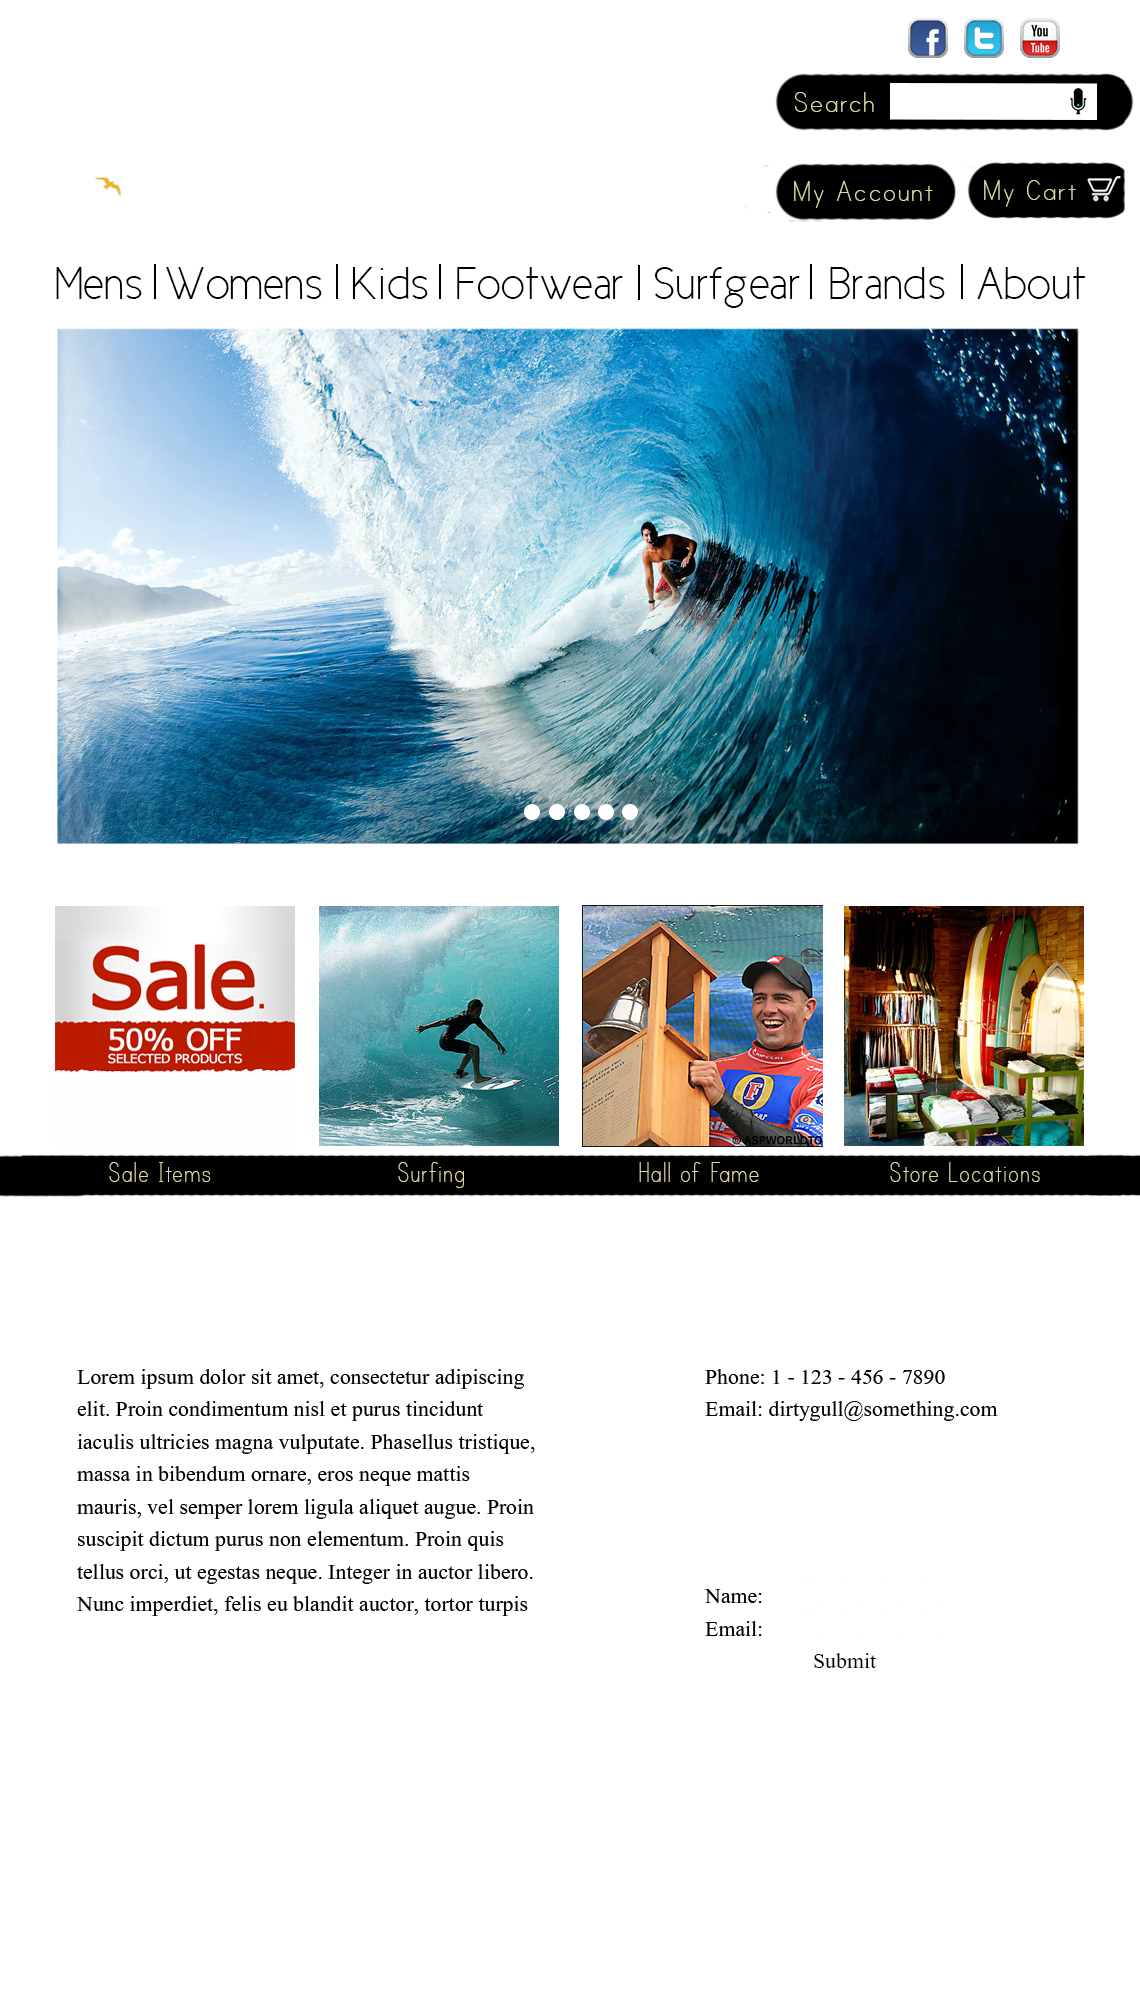 f t You Tube
Search
My Account My Cart
Mens | Womens | Kids | Footwear | Surfgear | Brands | About
Sale.
50% OFF
SELECTED PRODUCTS
RIP CURL
F
© ASPWORLDTO
Sale Items Surfing Hall of Fame Store Locations
Lorem ipsum dolor sit amet, consectetur adipiscing
elit. Proin condimentum nisl et purus tincidunt
iaculis ultricies magna vulputate. Phasellus tristique,
massa in bibendum ornare, eros neque mattis
mauris, vel semper lorem ligula aliquet augue. Proin
suscipit dictum purus non elementum. Proin quis
tellus orci, ut egestas neque. Integer in auctor libero.
Nunc imperdiet, felis eu blandit auctor, tortor turpis
Phone: 1 - 123 - 456 - 7890
Email: dirtygull@something.com
Name:
Email:
Submit